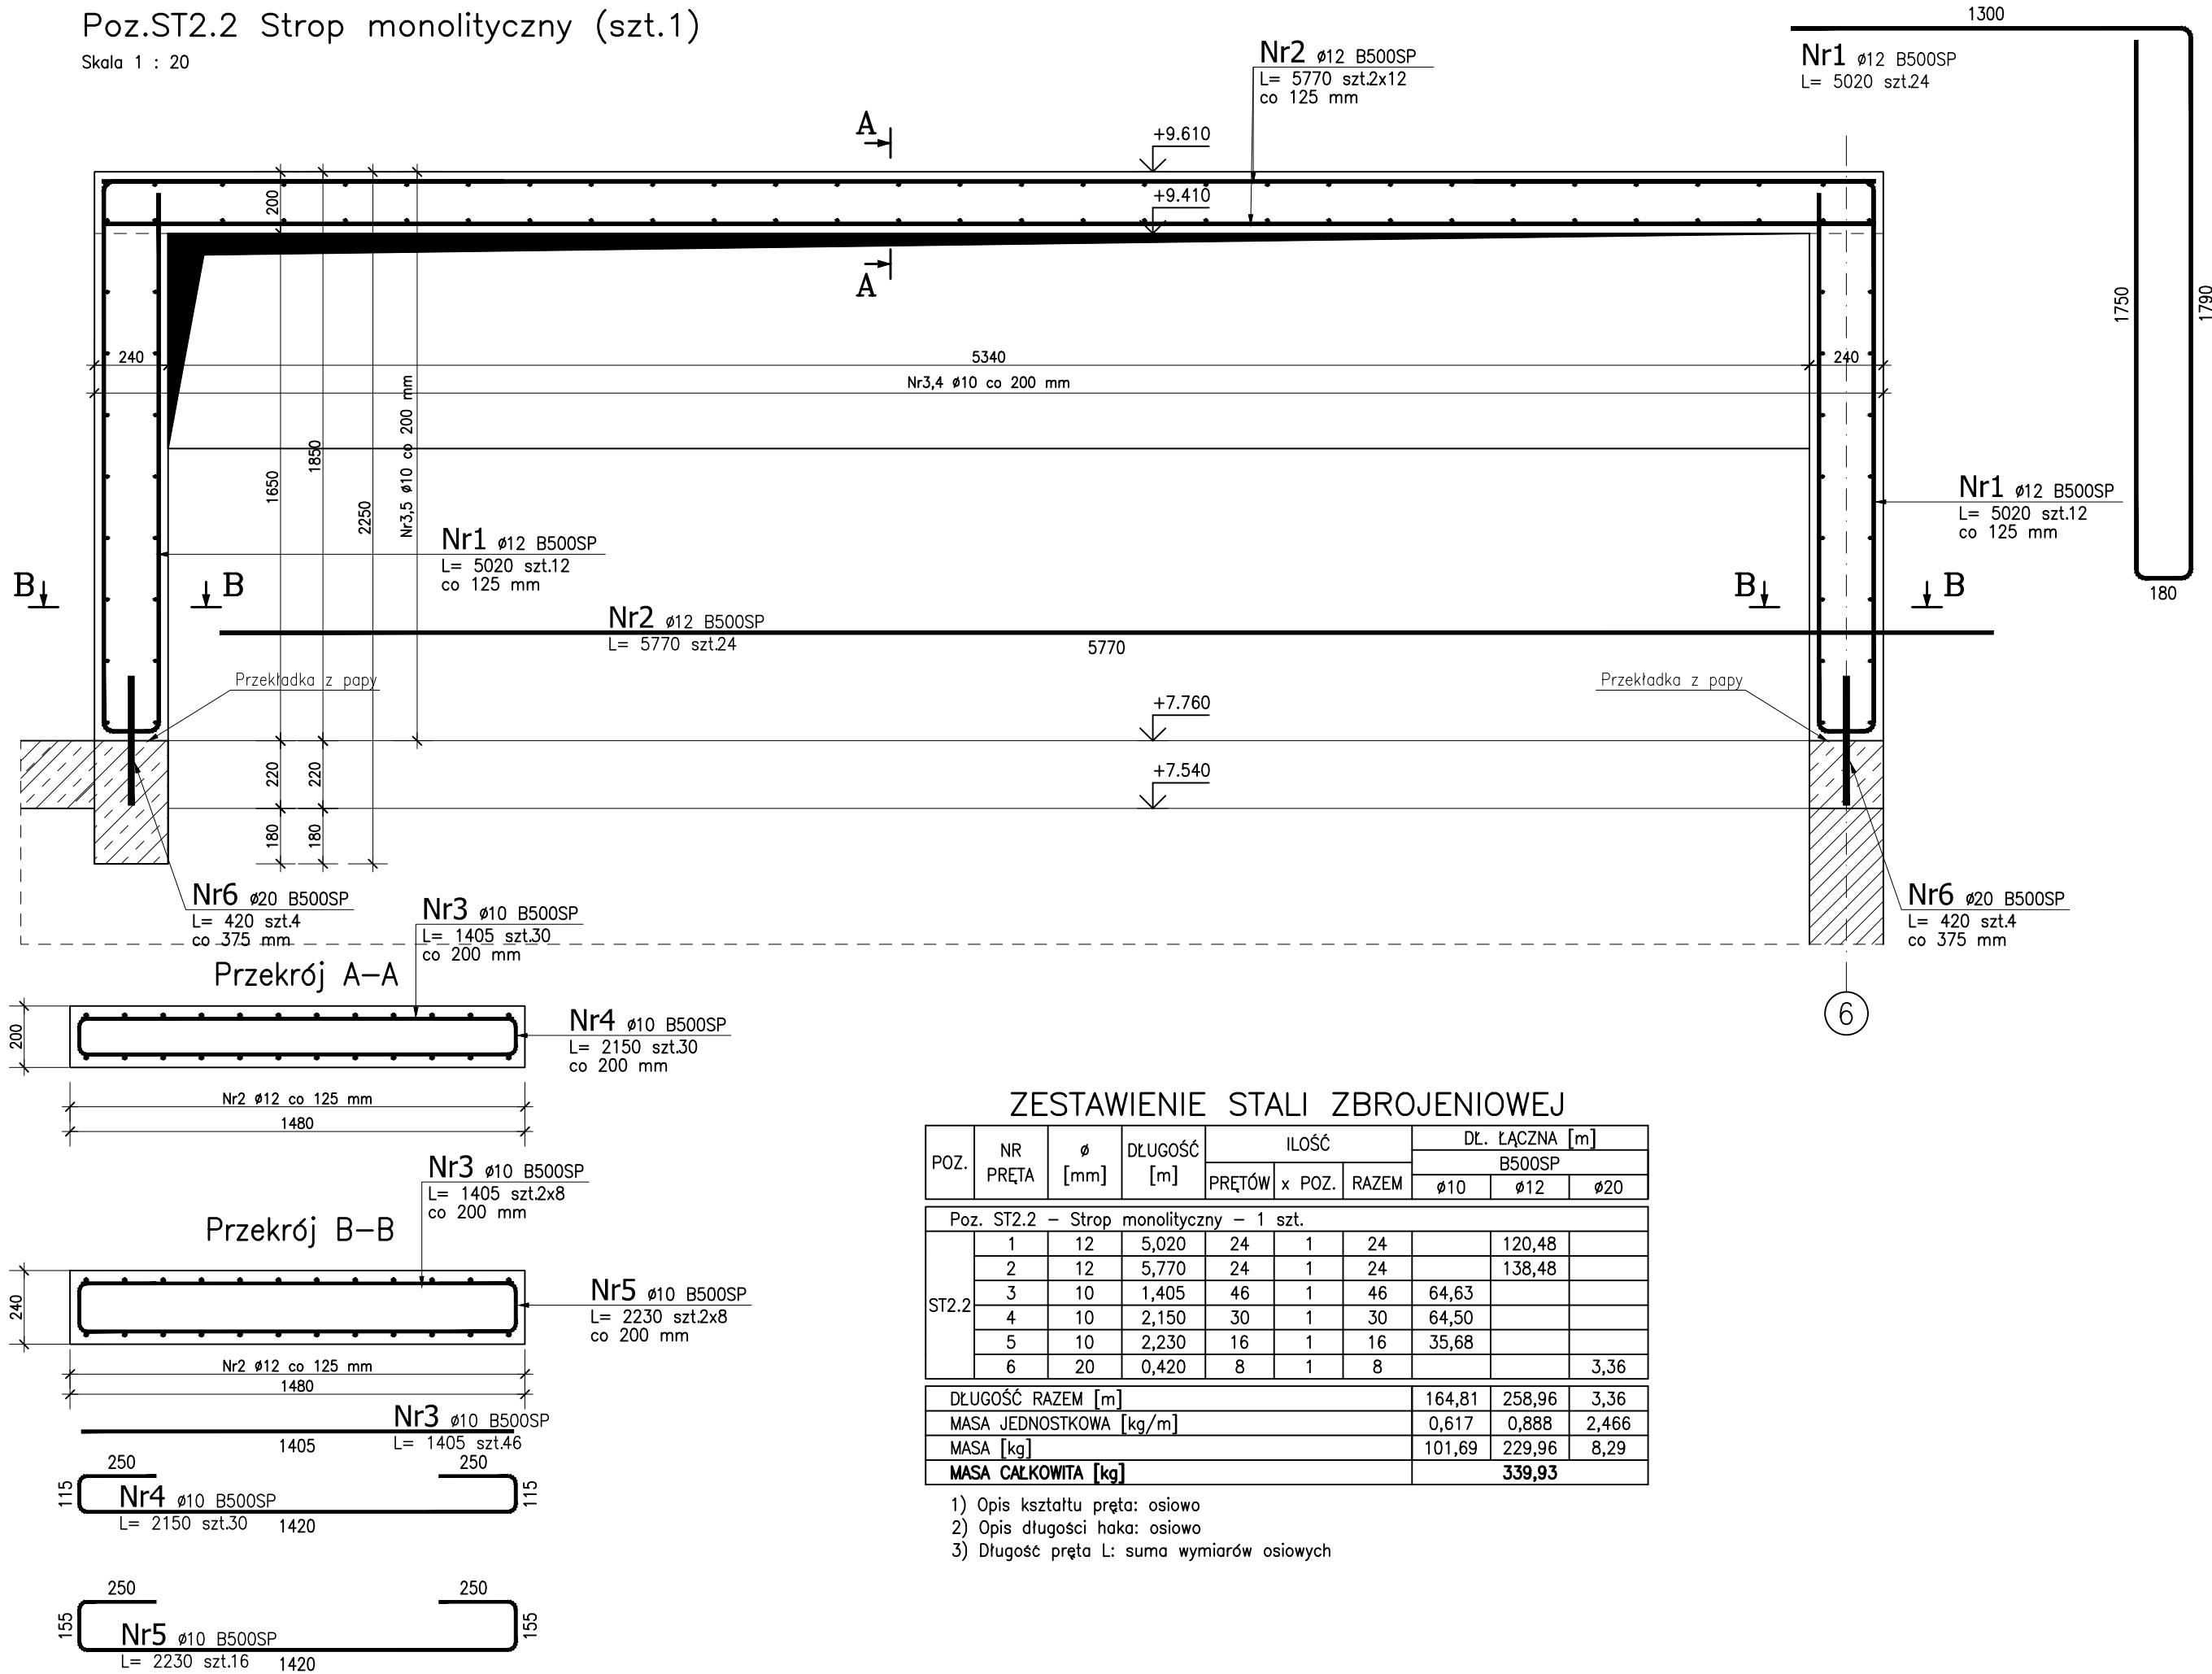 Poz.ST2.2 Strop monolityczny (szt.1)
Skala 1 : 20
1300
Nr1 ø12 B500SP
L= 5020 szt.24
1750
1790
180
Nr2 ø12 B500SP
L= 5770 szt.2x12
co 125 mm
A
+9.610
200
+9.410
A
240
5340
240
Nr3,4 ø10 co 200 mm
1650
1850
2250
Nr3,5 ø10 co 200 mm
Nr1 ø12 B500SP
L= 5020 szt.12
co 125 mm
Nr1 ø12 B500SP
L= 5020 szt.12
co 125 mm
B
B
B
B
Nr2 ø12 B500SP
L= 5770 szt.24
5770
Przekładka z papy
Przekładka z papy
+7.760
220
220
+7.540
180
180
Nr6 ø20 B500SP
L= 420 szt.4
co 375 mm
Nr6 ø20 B500SP
L= 420 szt.4
co 375 mm
6
Nr3 ø10 B500SP
L= 1405 szt.30
co 200 mm
Przekrój A-A
200
Nr4 ø10 B500SP
L= 2150 szt.30
co 200 mm
Nr2 ø12 co 125 mm
1480
Nr3 ø10 B500SP
L= 1405 szt.2x8
co 200 mm
Przekrój B-B
240
Nr5 ø10 B500SP
L= 2230 szt.2x8
co 200 mm
Nr2 ø12 co 125 mm
1480
Nr3 ø10 B500SP
1405 L= 1405 szt.46
250 250
115 115
Nr4 ø10 B500SP
L= 2150 szt.30 1420
250 250
155 155
Nr5 ø10 B500SP
L= 2230 szt.16 1420
ZESTAWIENIE STALI ZBROJENIOWEJ
POZ. NR PRĘTA ø [mm] DŁUGOŚĆ [m] ILOŚĆ DŁ. ŁĄCZNA [m]
B500SP
PRĘTÓW x POZ. RAZEM ø10 ø12 ø20
Poz. ST2.2 - Strop monolityczny - 1 szt.
ST2.2
1 12 5,020 24 1 24 120,48
2 12 5,770 24 1 24 138,48
3 10 1,405 46 1 46 64,63
4 10 2,150 30 1 30 64,50
5 10 2,230 16 1 16 35,68
6 20 0,420 8 1 8 3,36
DŁUGOŚĆ RAZEM [m] 164,81 258,96 3,36
MASA JEDNOSTKOWA [kg/m] 0,617 0,888 2,466
MASA [kg] 101,69 229,96 8,29
MASA CAŁKOWITA [kg] 339,93
1) Opis kształtu pręta: osiowo
2) Opis długości haka: osiowo
3) Długość pręta L: suma wymiarów osiowych